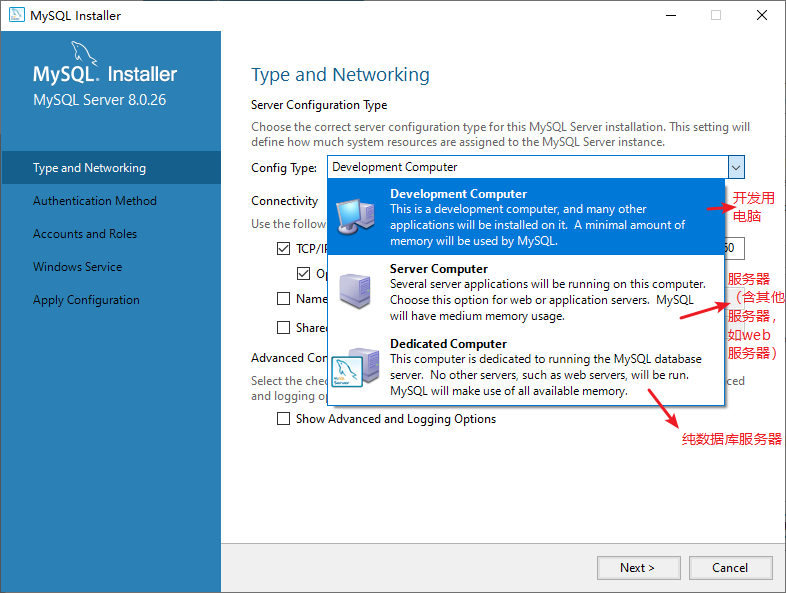 MySQL Installer
MySQL. Installer
MySQL Server 8.0.26
Type and Networking
Authentication Method
Accounts and Roles
Windows Service
Apply Configuration
Type and Networking
Server Configuration Type
Choose the correct server configuration type for this MySQL Server installation. This setting will
define how much system resources are assigned to the MySQL Server instance.
Config Type:
Development Computer
Development Computer
This is a development computer, and many other
applications will be installed on it. A minimal amount of
memory will be used by MySQL.
开发用
电脑
Connectivity
Use the follow
TCP/IP
Server Computer
Several server applications will be running on this computer.
Choose this option for web or application servers. MySQL
will have medium memory usage.
服务器
（含其他
服务器，
如web
服务器）
Name
Share
Dedicated Computer
This computer is dedicated to running the MySQL database
server. No other servers, such as web servers, will be run.
MySQL will make use of all available memory.
纯数据库服务器
Advanced Con
Select the che
and logging op
Show Advanced and Logging Options
Next >
Cancel